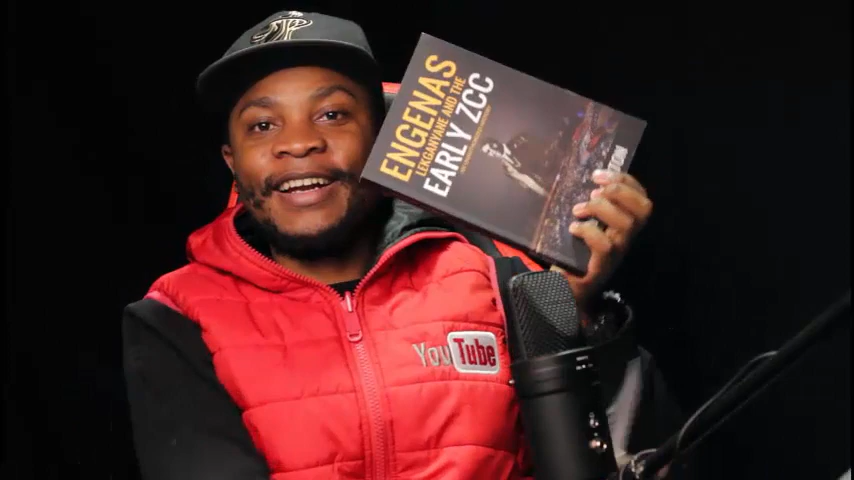 ENGENAS
LEKGANYANE AND THE
EARLY ZCC
YouTube